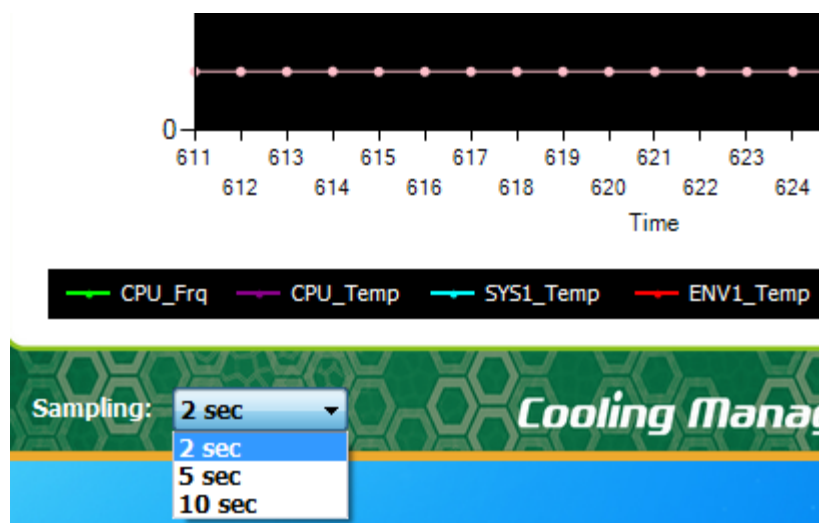 0
611 613 615 617 619 621 623
612 614 616 618 620 622 624
Time
CPU_Frq CPU_Temp SYS1_Temp ENV1_Temp
Sampling: 2 sec Cooling
2 sec
5 sec
10 sec